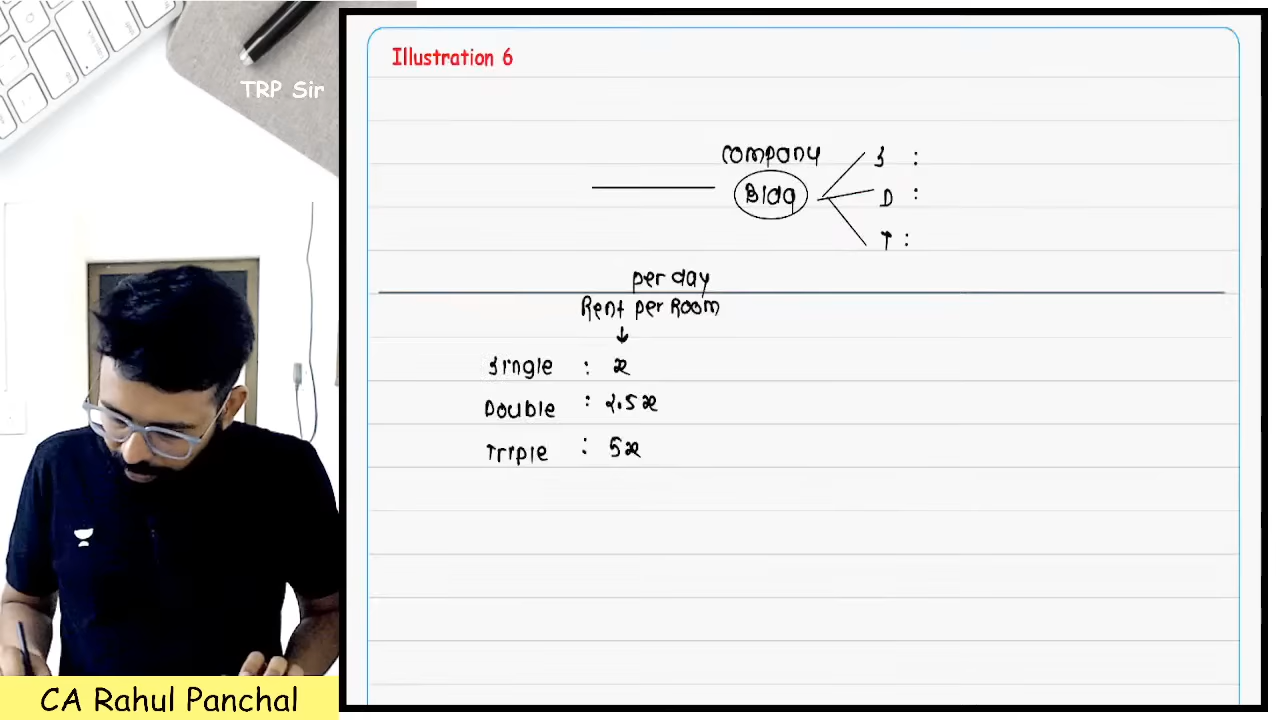 TRP Sir
Illustration 6
company
Bldg
S :
D :
T :
per day
Rent per Room
↓
Single : x
Double : 2.5x
Triple : 5x
CA Rahul Panchal